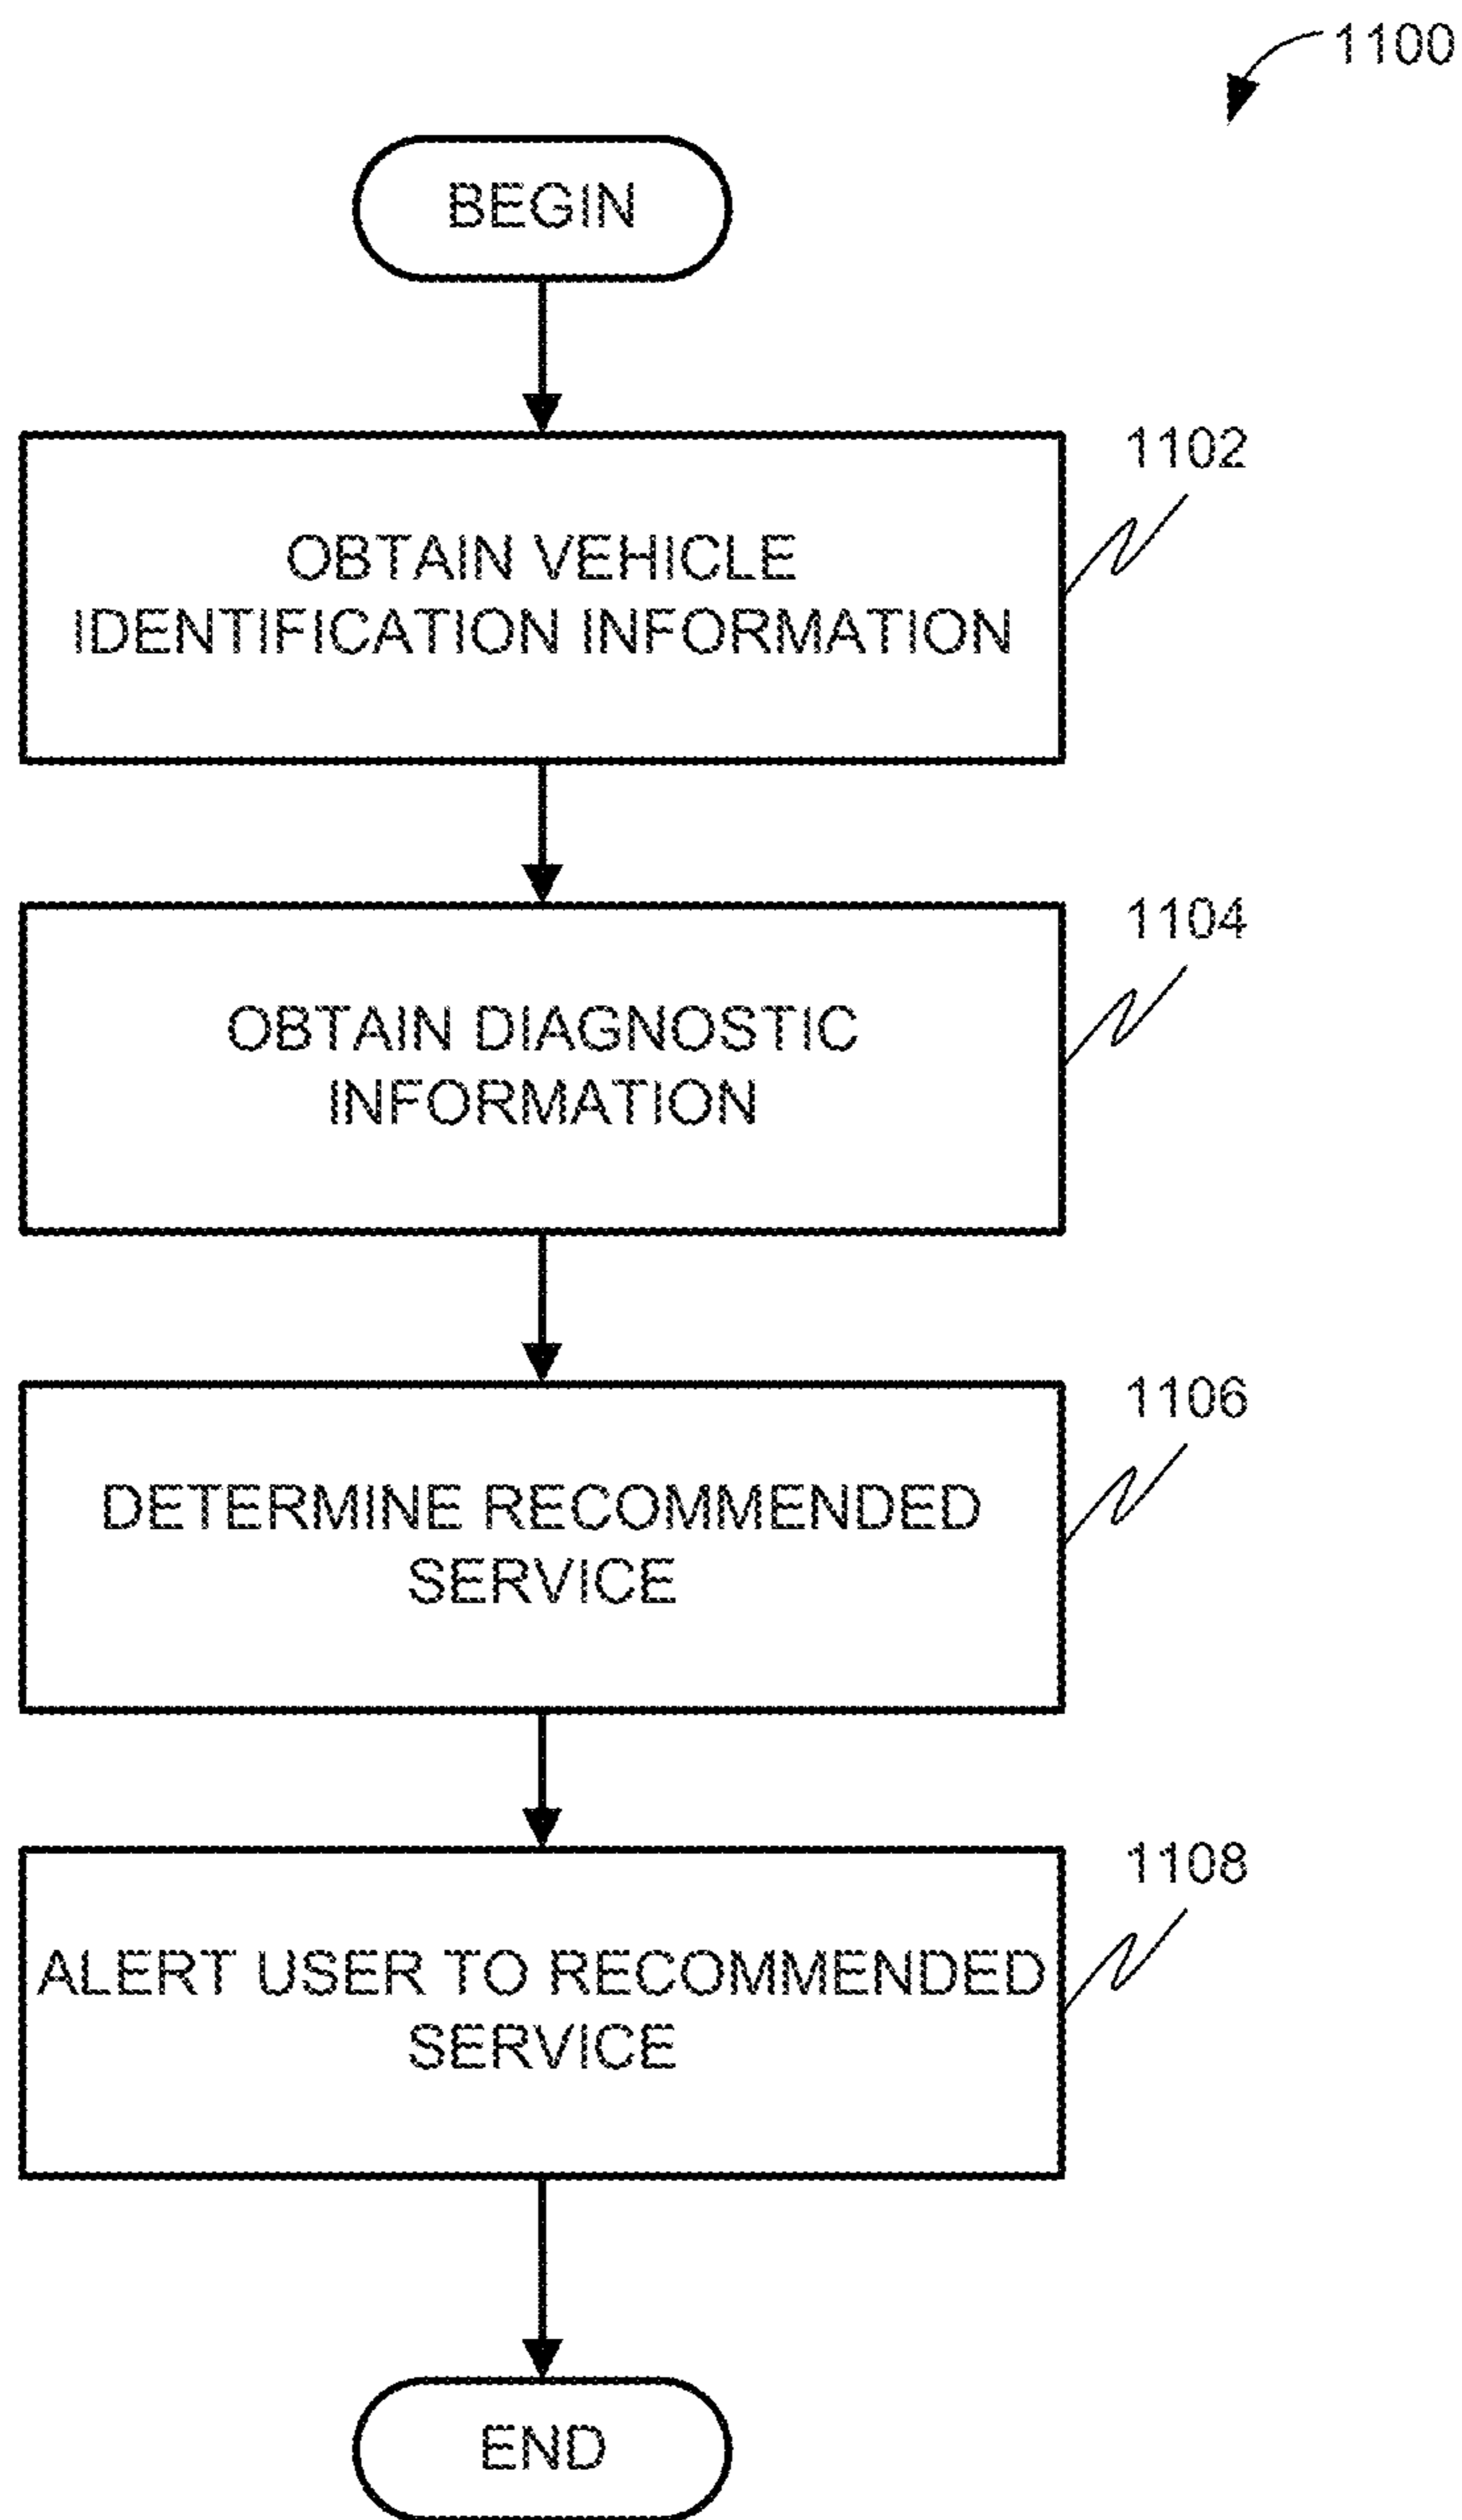 1100
BEGIN
1102
OBTAIN VEHICLE
IDENTIFICATION INFORMATION
1104
OBTAIN DIAGNOSTIC
INFORMATION
1106
DETERMINE RECOMMENDED
SERVICE
1108
ALERT USER TO RECOMMENDED
SERVICE
END